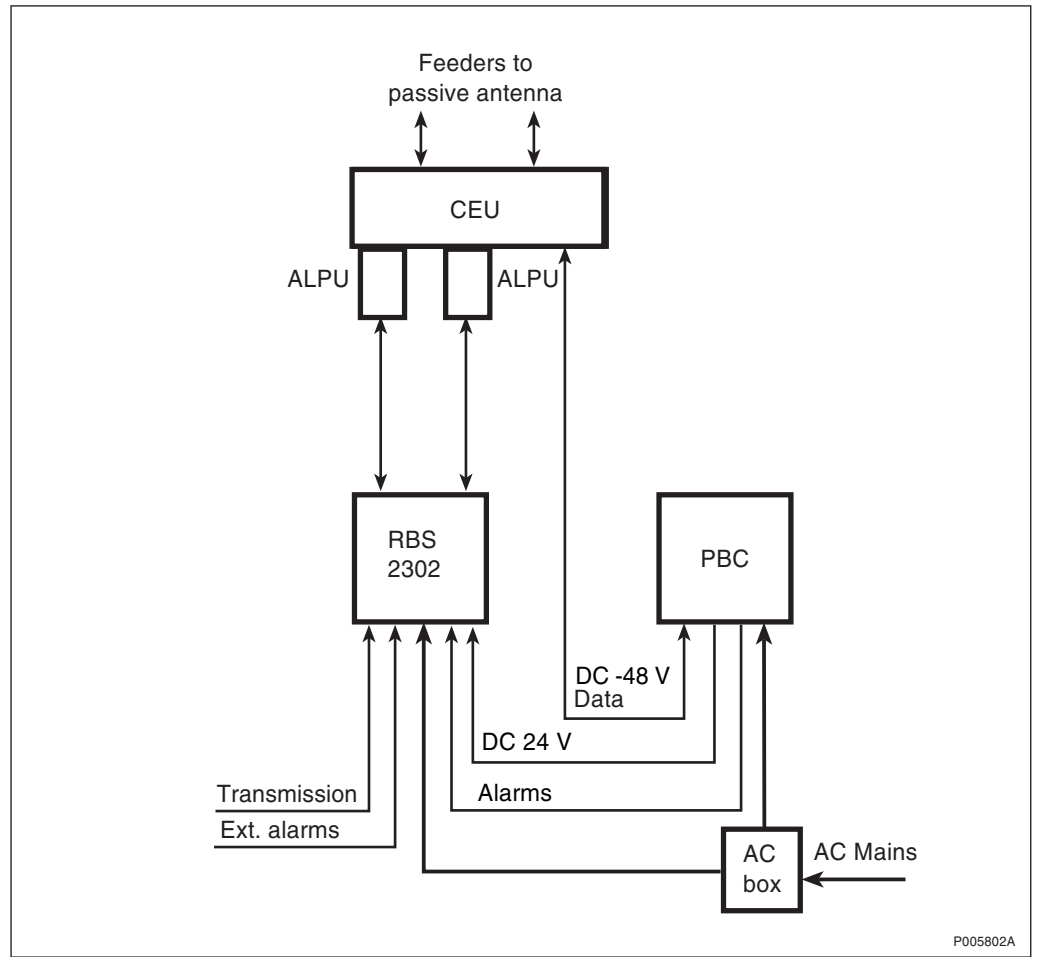 Feeders to
passive antenna
CEU
ALPU
ALPU
RBS
2302
PBC
DC -48 V
Data
DC 24 V
Transmission
Alarms
Ext. alarms
AC
box
AC Mains
P005802A